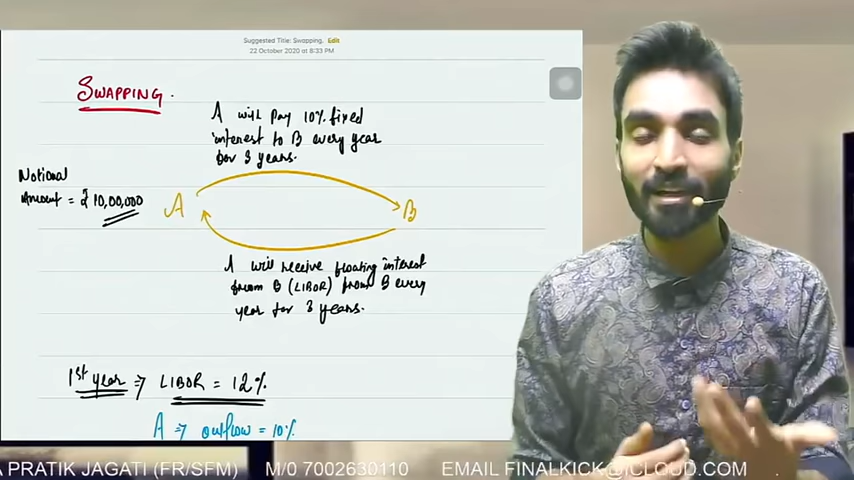 Suggested Title: Swapping. Edit
22 October 2020 at 8:33 PM
SWAPPING.
A will pay 10% fixed
interest to B every year
for 3 years.
Notional
Amount = ₹ 10,00,000
A
B
A will receive floating interest
from B (LIBOR) from B every
year for 3 years.
1st year ⇒ LIBOR = 12%
A ⇒ outflow = 10%
A PRATIK JAGATI (FR/SFM) M/0 7002630110 EMAIL FINALKICK@ICLOUD.COM